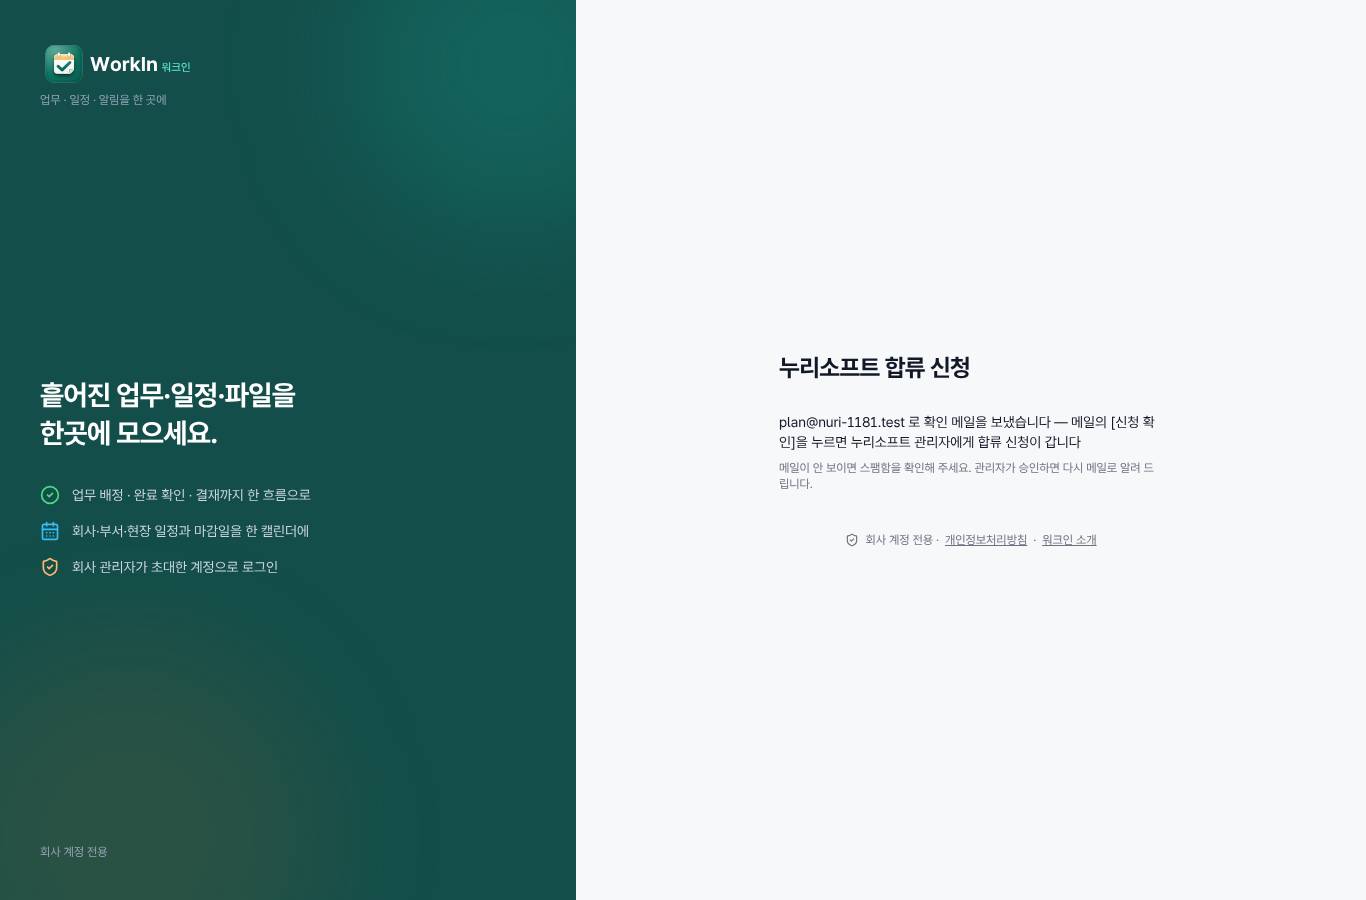 WorkIn 워크인
업무 · 일정 · 알림을 한 곳에
흩어진 업무·일정·파일을
한곳에 모으세요.
업무 배정 · 완료 확인 · 결재까지 한 흐름으로
회사·부서·현장 일정과 마감일을 한 캘린더에
회사 관리자가 초대한 계정으로 로그인
회사 계정 전용
누리소프트 합류 신청
plan@nuri-1181.test 로 확인 메일을 보냈습니다 — 메일의 [신청 확
인]을 누르면 누리소프트 관리자에게 합류 신청이 갑니다
메일이 안 보이면 스팸함을 확인해 주세요. 관리자가 승인하면 다시 메일로 알려 드
립니다.
회사 계정 전용 · 개인정보처리방침 · 워크인 소개